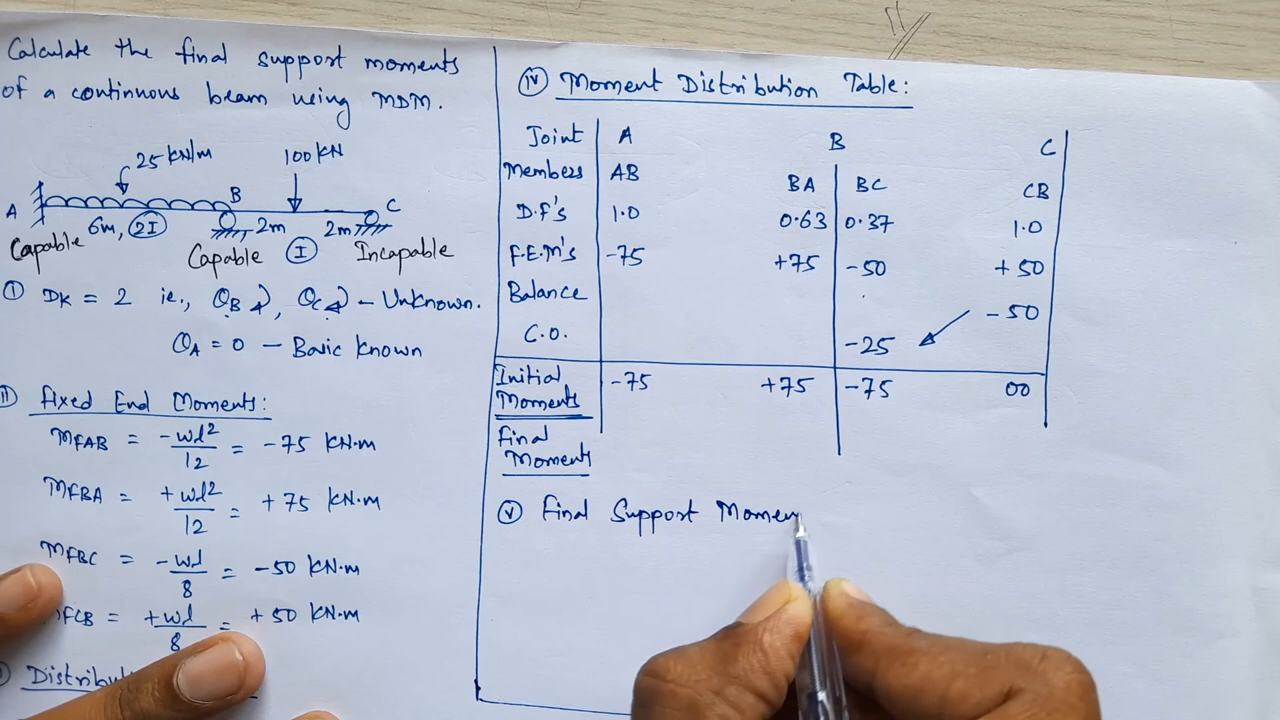 Calculate the final support moments
of a continuous beam using MDM.
25 kN/m
100 KN
A
B
C
6m, 2I
2m
2m
Capable
Capable
I
Incapable
I DK = 2 ie., θB, θC - Unknown.
θA = 0 - Basic known
II Fixed End Moments:
MFAB = -wl²/12 = -75 KN.m
MFBA = +wl²/12 = +75 KN.m
MFBC = -wl/8 = -50 KN.m
FCB = +wl/8 = +50 KN.m
Distribut
IV Moment Distribution Table:
Joint A B C
Members AB BA BC CB
D.F's 1.0 0.63 0.37 1.0
F.E.M's -75 +75 -50 +50
Balance -50
C.O. -25
Initial Moments -75 +75 -75 00
Final
Moments
V Final Support Momen